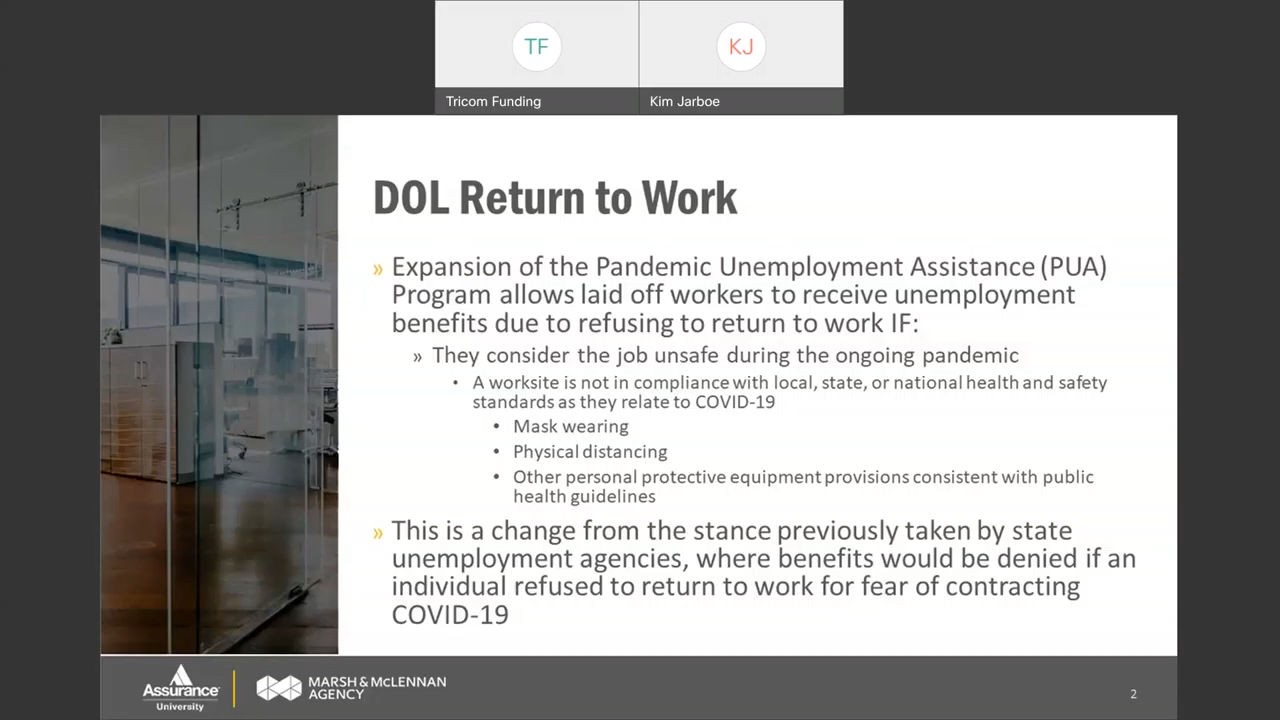 TF
KJ
Tricom Funding
Kim Jarboe
DOL Return to Work
» Expansion of the Pandemic Unemployment Assistance (PUA)
Program allows laid off workers to receive unemployment
benefits due to refusing to return to work IF:
» They consider the job unsafe during the ongoing pandemic
• A worksite is not in compliance with local, state, or national health and safety
standards as they relate to COVID-19
• Mask wearing
• Physical distancing
• Other personal protective equipment provisions consistent with public
health guidelines
» This is a change from the stance previously taken by state
unemployment agencies, where benefits would be denied if an
individual refused to return to work for fear of contracting
COVID-19
Assurance
University
MARSH & McLENNAN
AGENCY
2